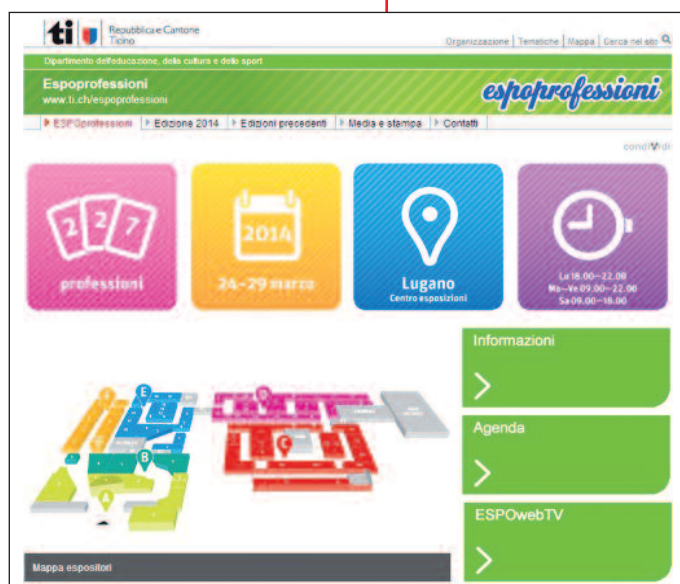 ti Repubblica e Cantone
Ticino
Organizzazione | Tematiche | Mappa | Cerca nel sito
Dipartimento dell'educazione, della cultura e dello sport
Espoprofessioni
www.ti.ch/espoprofessioni
espoprofessioni
ESPOprofessioni | Edizione 2014 | Edizioni precedenti | Media e stampa | Contatti
condiVidi
227
professioni
2014
24–29 marzo
Lugano
Centro esposizioni
Lu 18.00–22.00
Ma–Ve 09.00–22.00
Sa 09.00–18.00
Informazioni
Agenda
ESPOwebTV
E
D
C
B
A
Mappa espositori